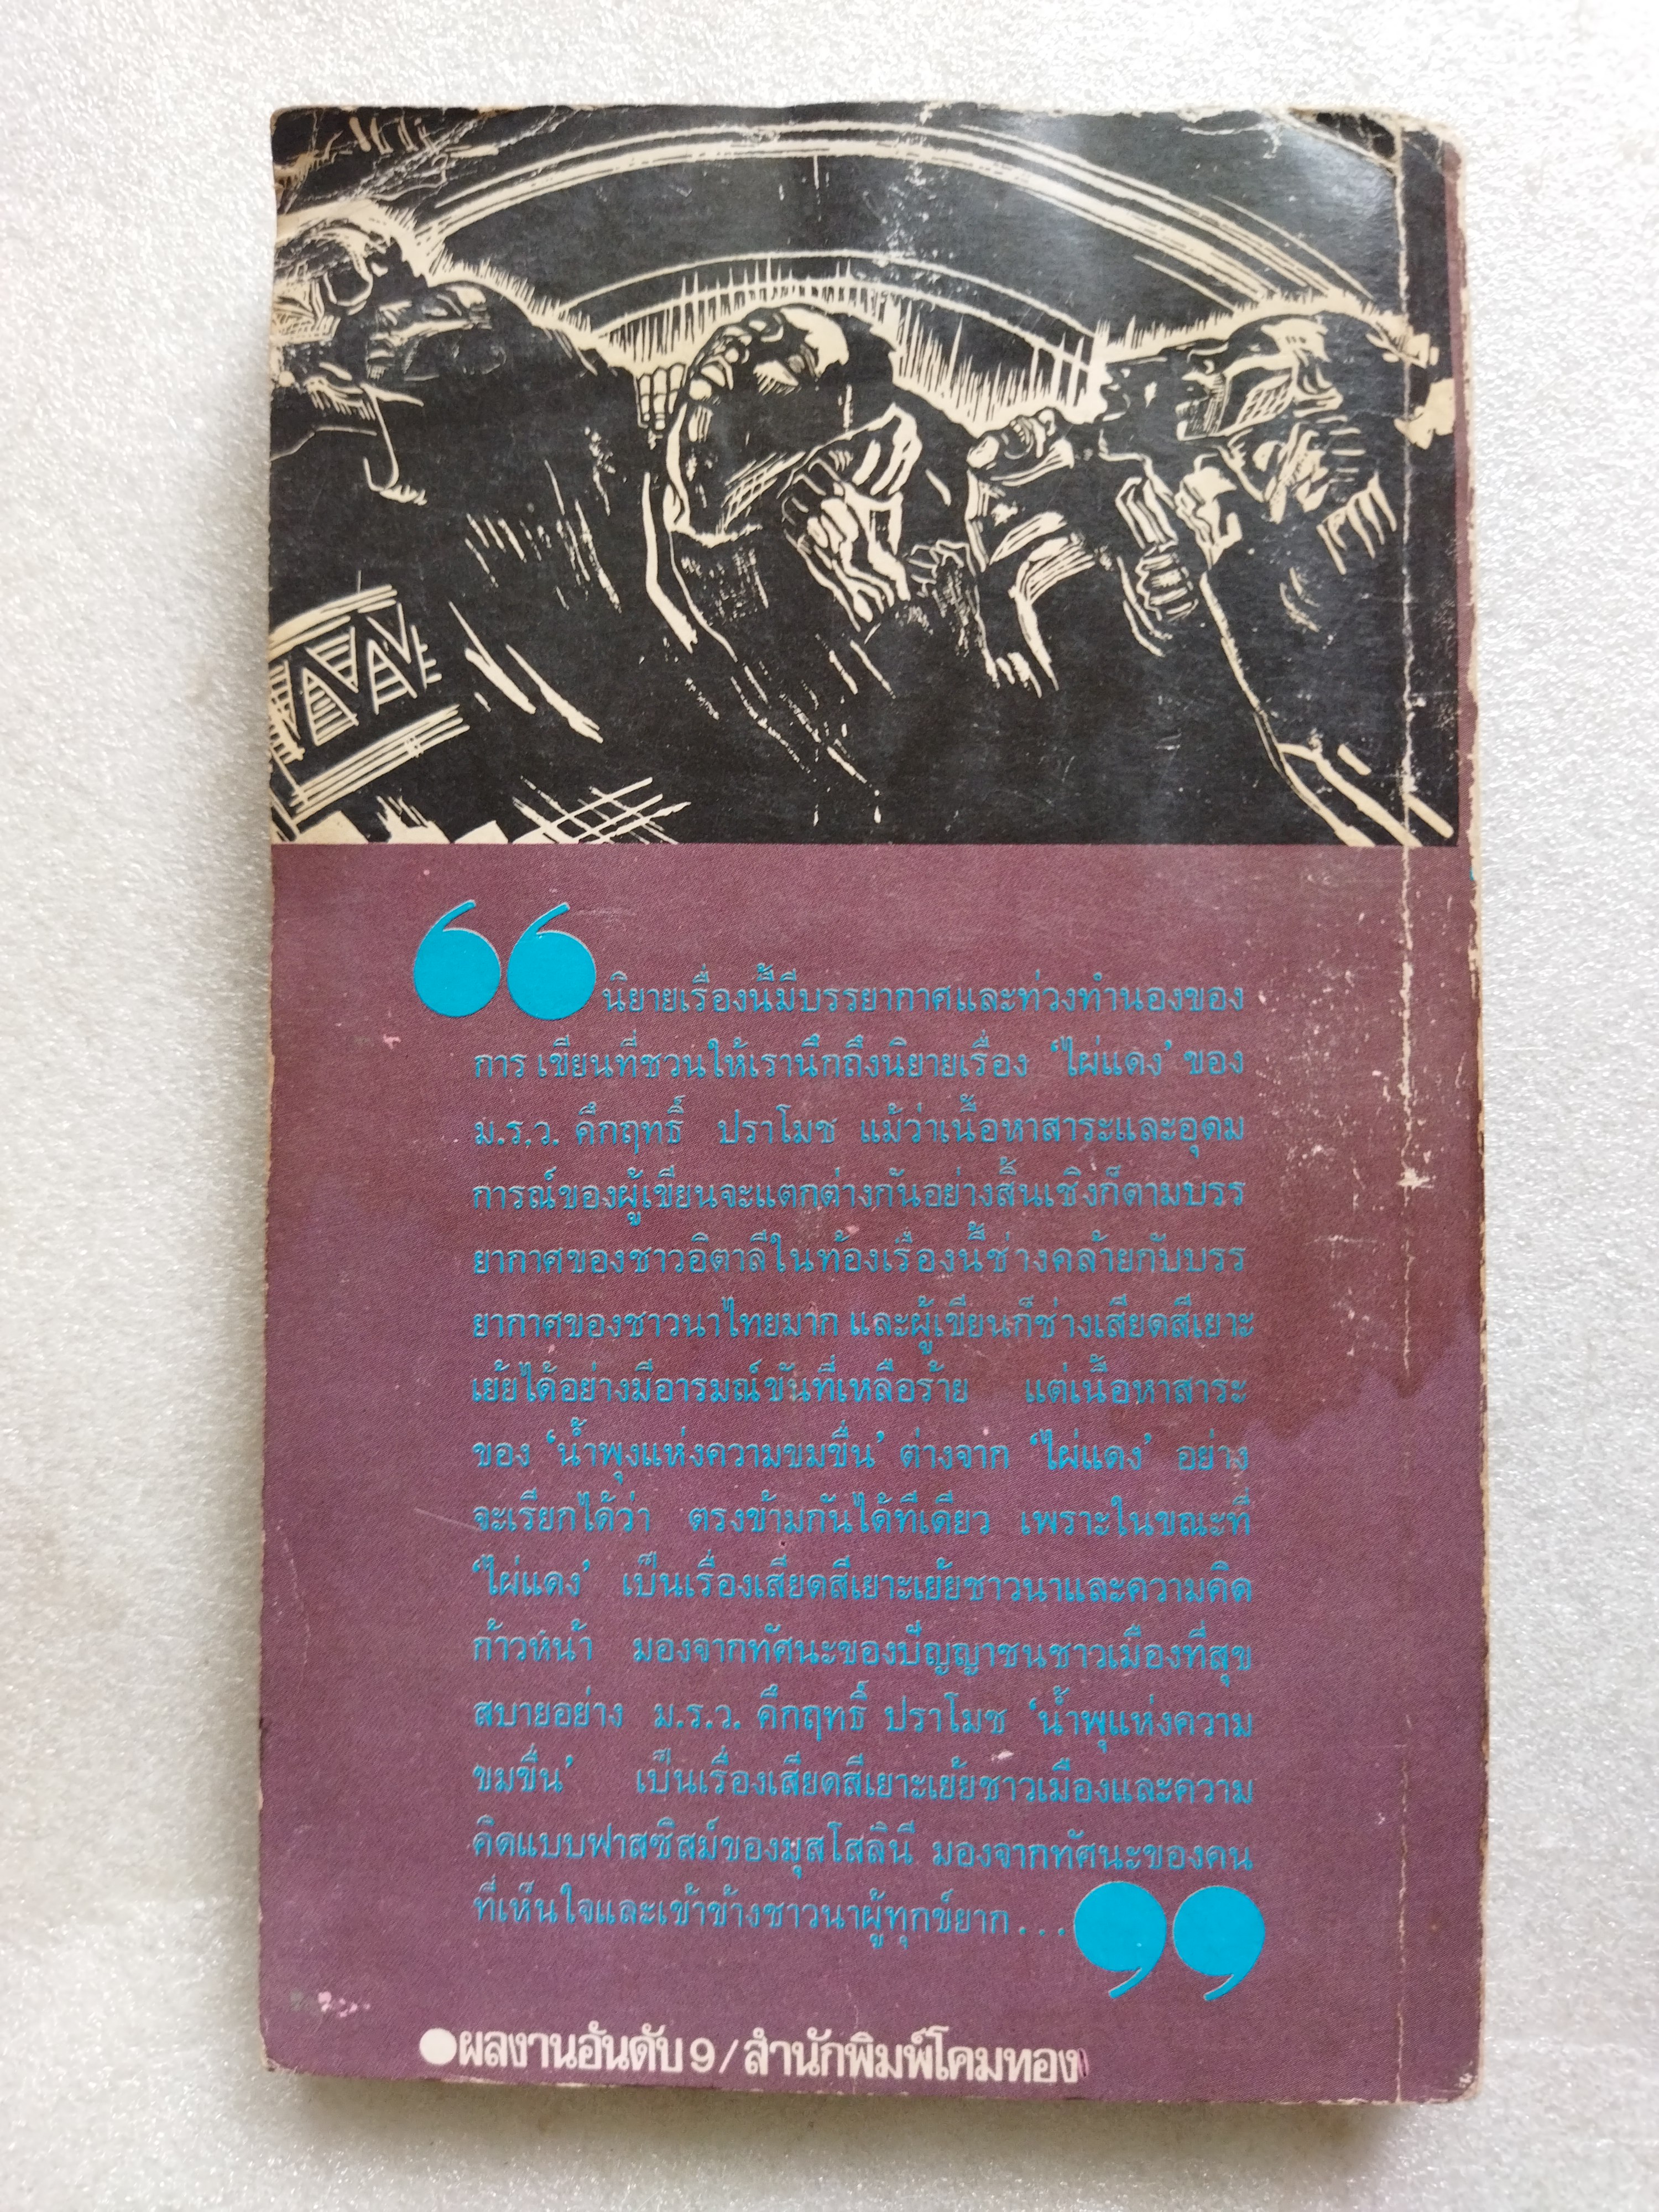 นิยายเรื่องนี้มีบรรยากาศและท่วงทำนองของ
การ เขียนที่ชวนให้เรานึกถึงนิยายเรื่อง ‘ไผ่แดง’ ของ
ม.ร.ว. คึกฤทธิ์ ปราโมช แม้ว่าเนื้อหาสาระและอุดม
การณ์ของผู้เขียนจะแตกต่างกันอย่างสิ้นเชิงก็ตามบรร
ยากาศของชาวอิตาลีในท้องเรื่องนี้ช่างคล้ายกับบรร
ยากาศของชาวนาไทยมาก และผู้เขียนก็ช่างเสียดสีเยาะ
เย้ยได้อย่างมีอารมณ์ขันที่เหลือร้าย แต่เนื้อหาสาระ
ของ ‘น้ำพุงแห่งความขมขื่น’ ต่างจาก ‘ไผ่แดง’ อย่าง
จะเรียกได้ว่า ตรงข้ามกันได้ทีเดียว เพราะในขณะที่
‘ไผ่แดง’ เป็นเรื่องเสียดสีเยาะเย้ยชาวนาและความคิด
ก้าวหน้า มองจากทัศนะของปัญญาชนชาวเมืองที่สุข
สบายอย่าง ม.ร.ว. คึกฤทธิ์ ปราโมช ‘น้ำพุแห่งความ
ขมขื่น’ เป็นเรื่องเสียดสีเยาะเย้ยชาวเมืองและความ
คิดแบบฟาสซิสม์ของมุสโสลินี มองจากทัศนะของคน
ที่เห็นใจและเข้าข้างชาวนาผู้ทุกข์ยาก . . .
●ผลงานอันดับ 9/สำนักพิมพ์โคมทอง